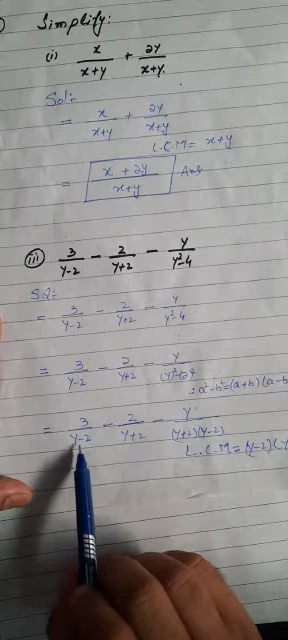 Simplify:
(i) x/x+y + 2y/x+y.
Sol:-
= x/x+y + 2y/x+y
L.C.M = x+y
= x + 2y/x+y Ans
(iii) 3/y-2 - 2/y+2 - y/y²-4
Sol:-
= 3/y-2 - 2/y+2 - y/y²-4
= 3/y-2 - 2/y+2 - y/(y)²-(2)²
∴ a²-b²=(a+b)(a-b
= 3/y-2 - 2/y+2 - y/(y+2)(y-2)
L.C.M = (y-2)(y